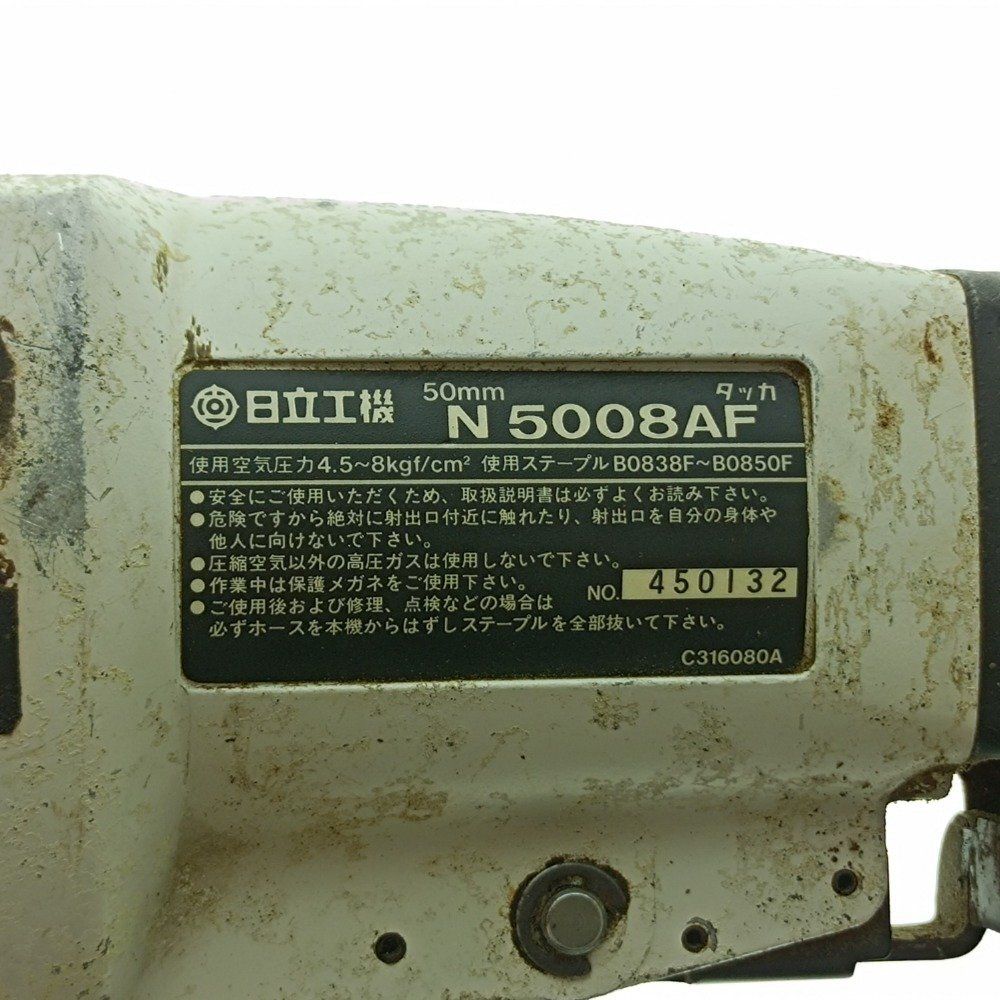 日立工機 50mm タッカ
N 5008AF
使用空気圧力4.5~8kgf/cm² 使用ステープルB0838F~B0850F
●安全にご使用いただくため、取扱説明書は必ずよくお読み下さい。
●危険ですから絶対に射出口付近に触れたり、射出口を自分の身体や
他人に向けないで下さい。
●圧縮空気以外の高圧ガスは使用しないで下さい。
●作業中は保護メガネをご使用下さい。
●ご使用後および修理、点検などの場合は
必ずホースを本機からはずしステープルを全部抜いて下さい。
NO. 450132
C316080A